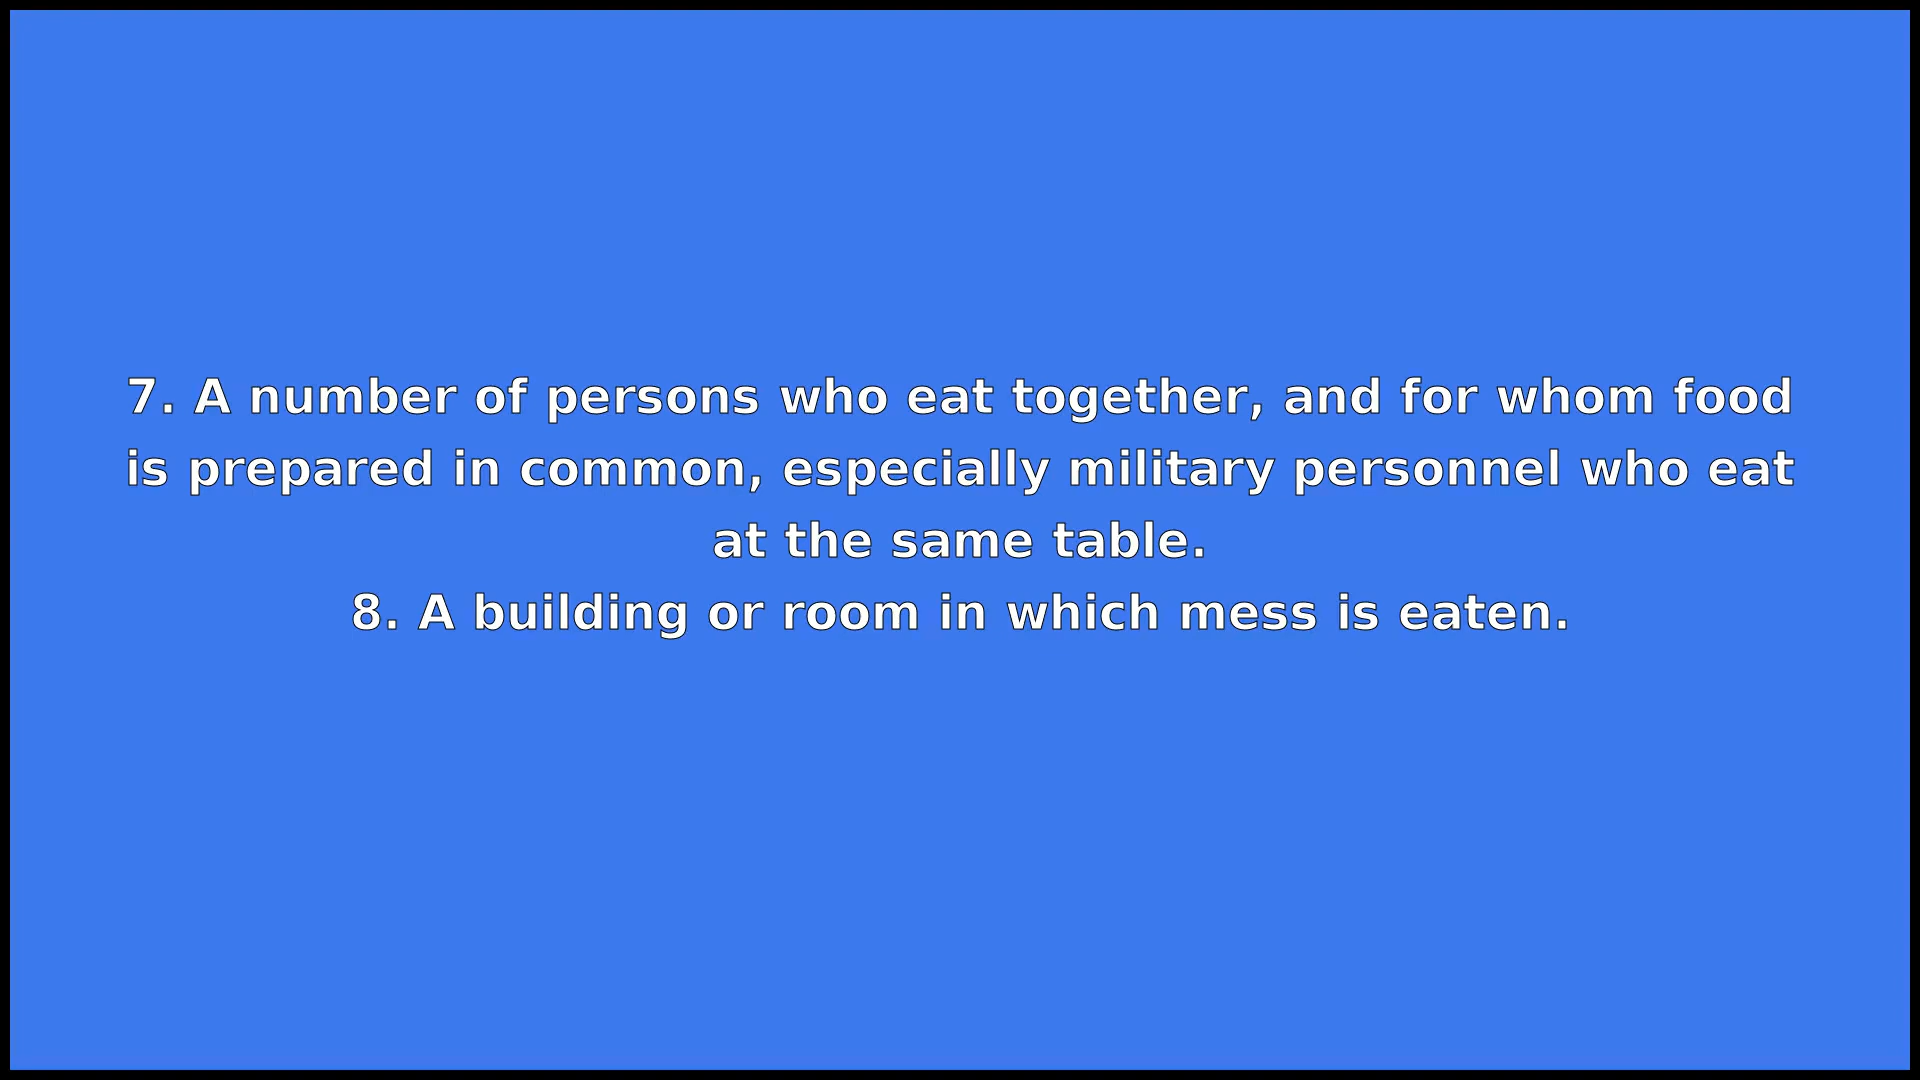 7. A number of persons who eat together, and for whom food
is prepared in common, especially military personnel who eat
at the same table.
8. A building or room in which mess is eaten.